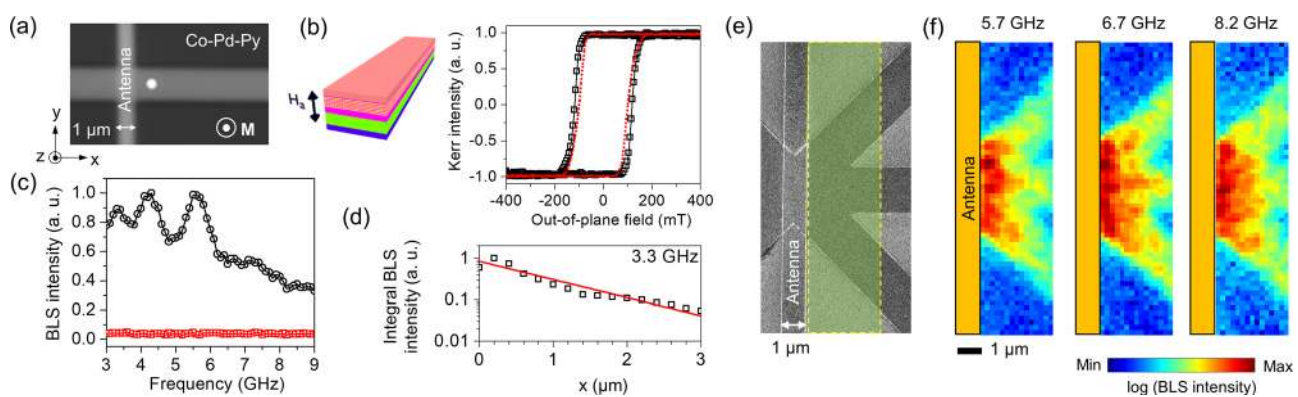 (a)
Co-Pd-Py
Antenna
1 μm
M
y
z
x
(b)
Ha
Kerr intensity (a. u.)
1.0
0.5
0.0
-0.5
-1.0
-400 -200 0 200 400
Out-of-plane field (mT)
(c)
BLS intensity (a. u.)
1.0
0.8
0.6
0.4
0.2
0.0
3 4 5 6 7 8 9
Frequency (GHz)
(d)
Integral BLS
intensity (a. u.)
3.3 GHz
1
0.1
0.01
0 1 2 3
x (μm)
(e)
Antenna
1 μm
(f)
5.7 GHz 6.7 GHz 8.2 GHz
Antenna
1 μm
Min Max
log (BLS intensity)